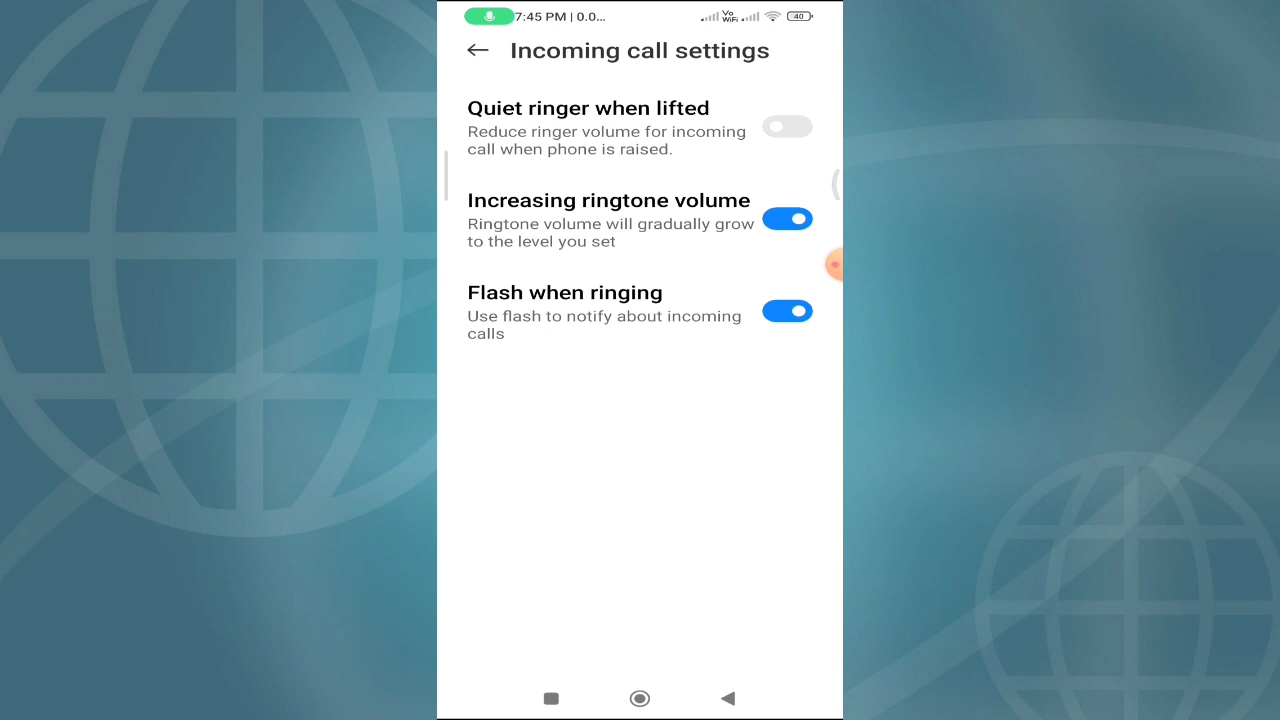 7:45 PM | 0.0... Vo WiFi 40
Incoming call settings
Quiet ringer when lifted
Reduce ringer volume for incoming
call when phone is raised.
Increasing ringtone volume
Ringtone volume will gradually grow
to the level you set
Flash when ringing
Use flash to notify about incoming
calls